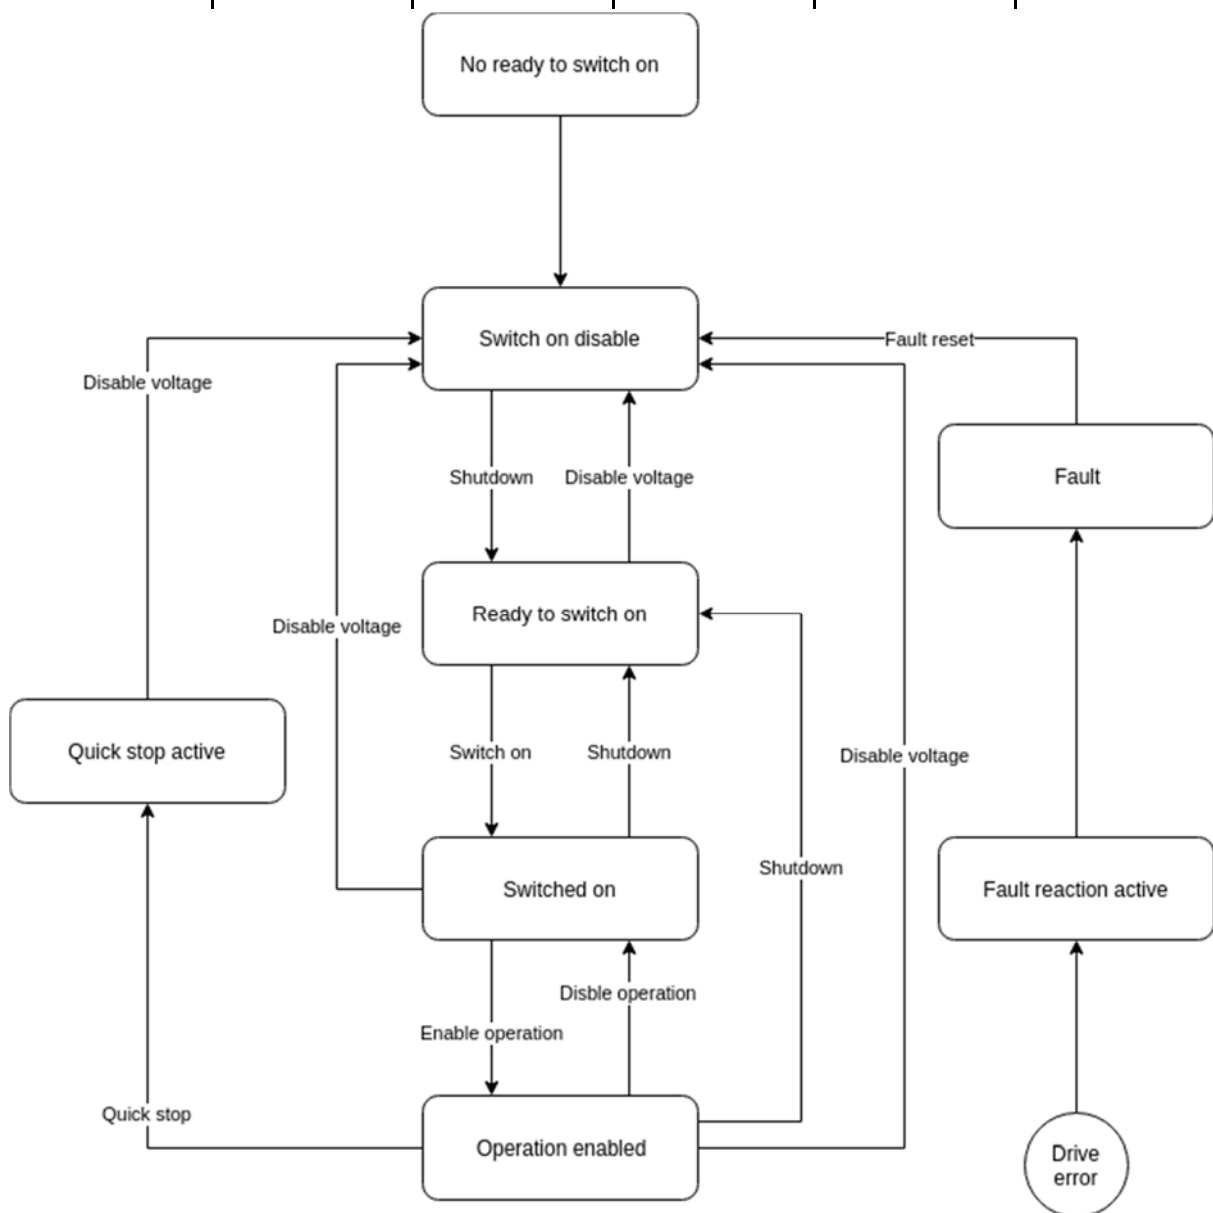 No ready to switch on
Switch on disable
Fault reset
Disable voltage
Shutdown
Disable voltage
Fault
Ready to switch on
Disable voltage
Quick stop active
Switch on
Shutdown
Disable voltage
Shutdown
Switched on
Fault reaction active
Disble operation
Enable operation
Quick stop
Operation enabled
Drive
error